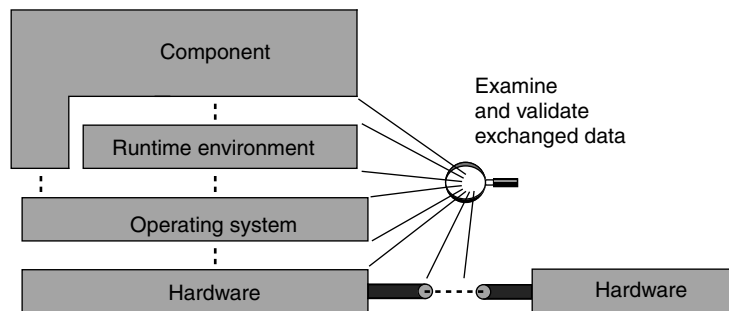 Component
Examine
and validate
exchanged data
Runtime environment
Operating system
Hardware
Hardware